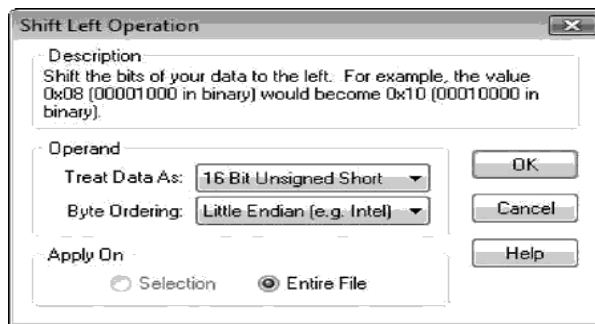 Shift Left Operation
Description
Shift the bits of your data to the left. For example, the value
0x08 (00001000 in binary) would become 0x10 (00010000 in
binary).
Operand
Treat Data As: 16 Bit Unsigned Short
Byte Ordering: Little Endian (e.g. Intel)
Apply On
Selection Entire File
OK
Cancel
Help